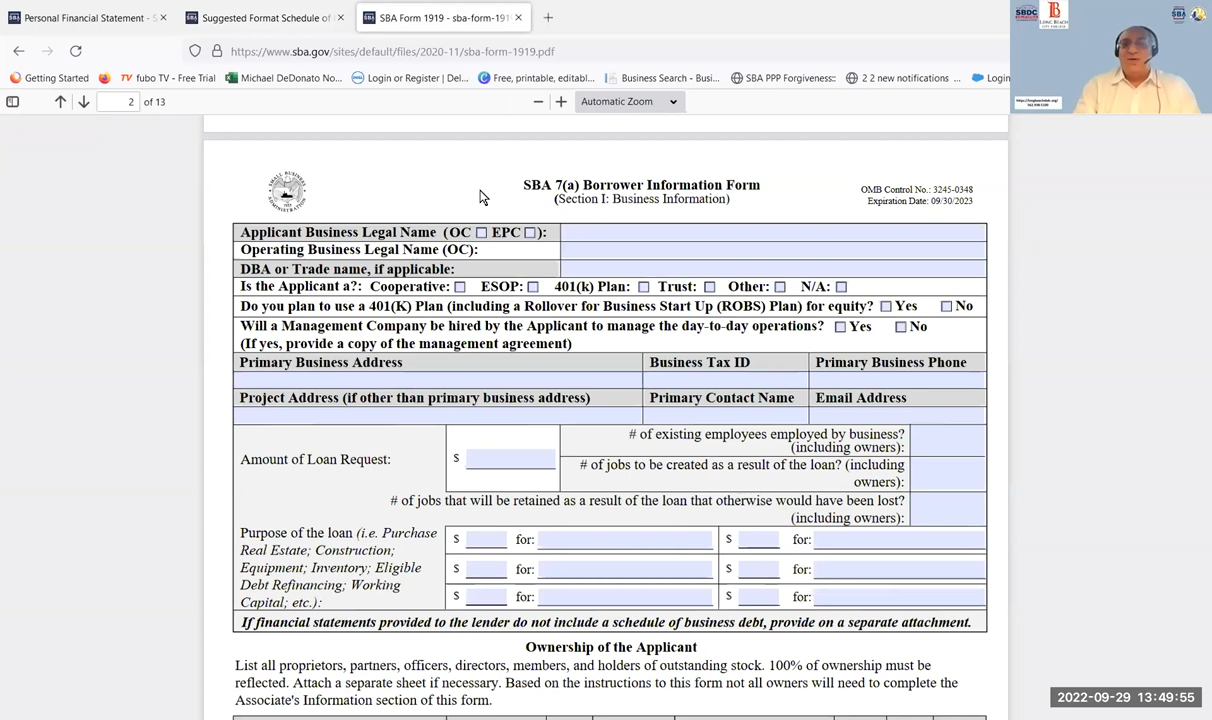 Personal Financial Statement -
Suggested Format Schedule of
SBA Form 1919 - sba-form-191
SBDC
LONG BEACH
CITY COLLEGE
SBA
https://www.sba.gov/sites/default/files/2020-11/sba-form-1919.pdf
Getting Started
fubo TV - Free Trial
Michael DeDonato No...
Login or Register | Del...
Free, printable, editabl...
Business Search - Busi...
SBA PPP Forgiveness:
2 2 new notifications ...
Login
2 of 13
Automatic Zoom
SBA 7(a) Borrower Information Form
(Section I: Business Information)
OMB Control No.: 3245-0348
Expiration Date: 09/30/2023
Applicant Business Legal Name (OC EPC ):
Operating Business Legal Name (OC):
DBA or Trade name, if applicable:
Is the Applicant a?: Cooperative: ESOP: 401(k) Plan: Trust: Other: N/A:
Do you plan to use a 401(K) Plan (including a Rollover for Business Start Up (ROBS) Plan) for equity? Yes No
Will a Management Company be hired by the Applicant to manage the day-to-day operations? Yes No
(If yes, provide a copy of the management agreement)
Primary Business Address Business Tax ID Primary Business Phone
Project Address (if other than primary business address) Primary Contact Name Email Address
Amount of Loan Request: $
# of existing employees employed by business?
(including owners):
# of jobs to be created as a result of the loan? (including
owners):
# of jobs that will be retained as a result of the loan that otherwise would have been lost?
(including owners):
Purpose of the loan (i.e. Purchase
Real Estate; Construction;
Equipment; Inventory; Eligible
Debt Refinancing; Working
Capital; etc.):
$ for: $ for:
$ for: $ for:
$ for: $ for:
If financial statements provided to the lender do not include a schedule of business debt, provide on a separate attachment.
Ownership of the Applicant
List all proprietors, partners, officers, directors, members, and holders of outstanding stock. 100% of ownership must be
reflected. Attach a separate sheet if necessary. Based on the instructions to this form not all owners will need to complete the
Associate's Information section of this form.
2022-09-29 13:49:55